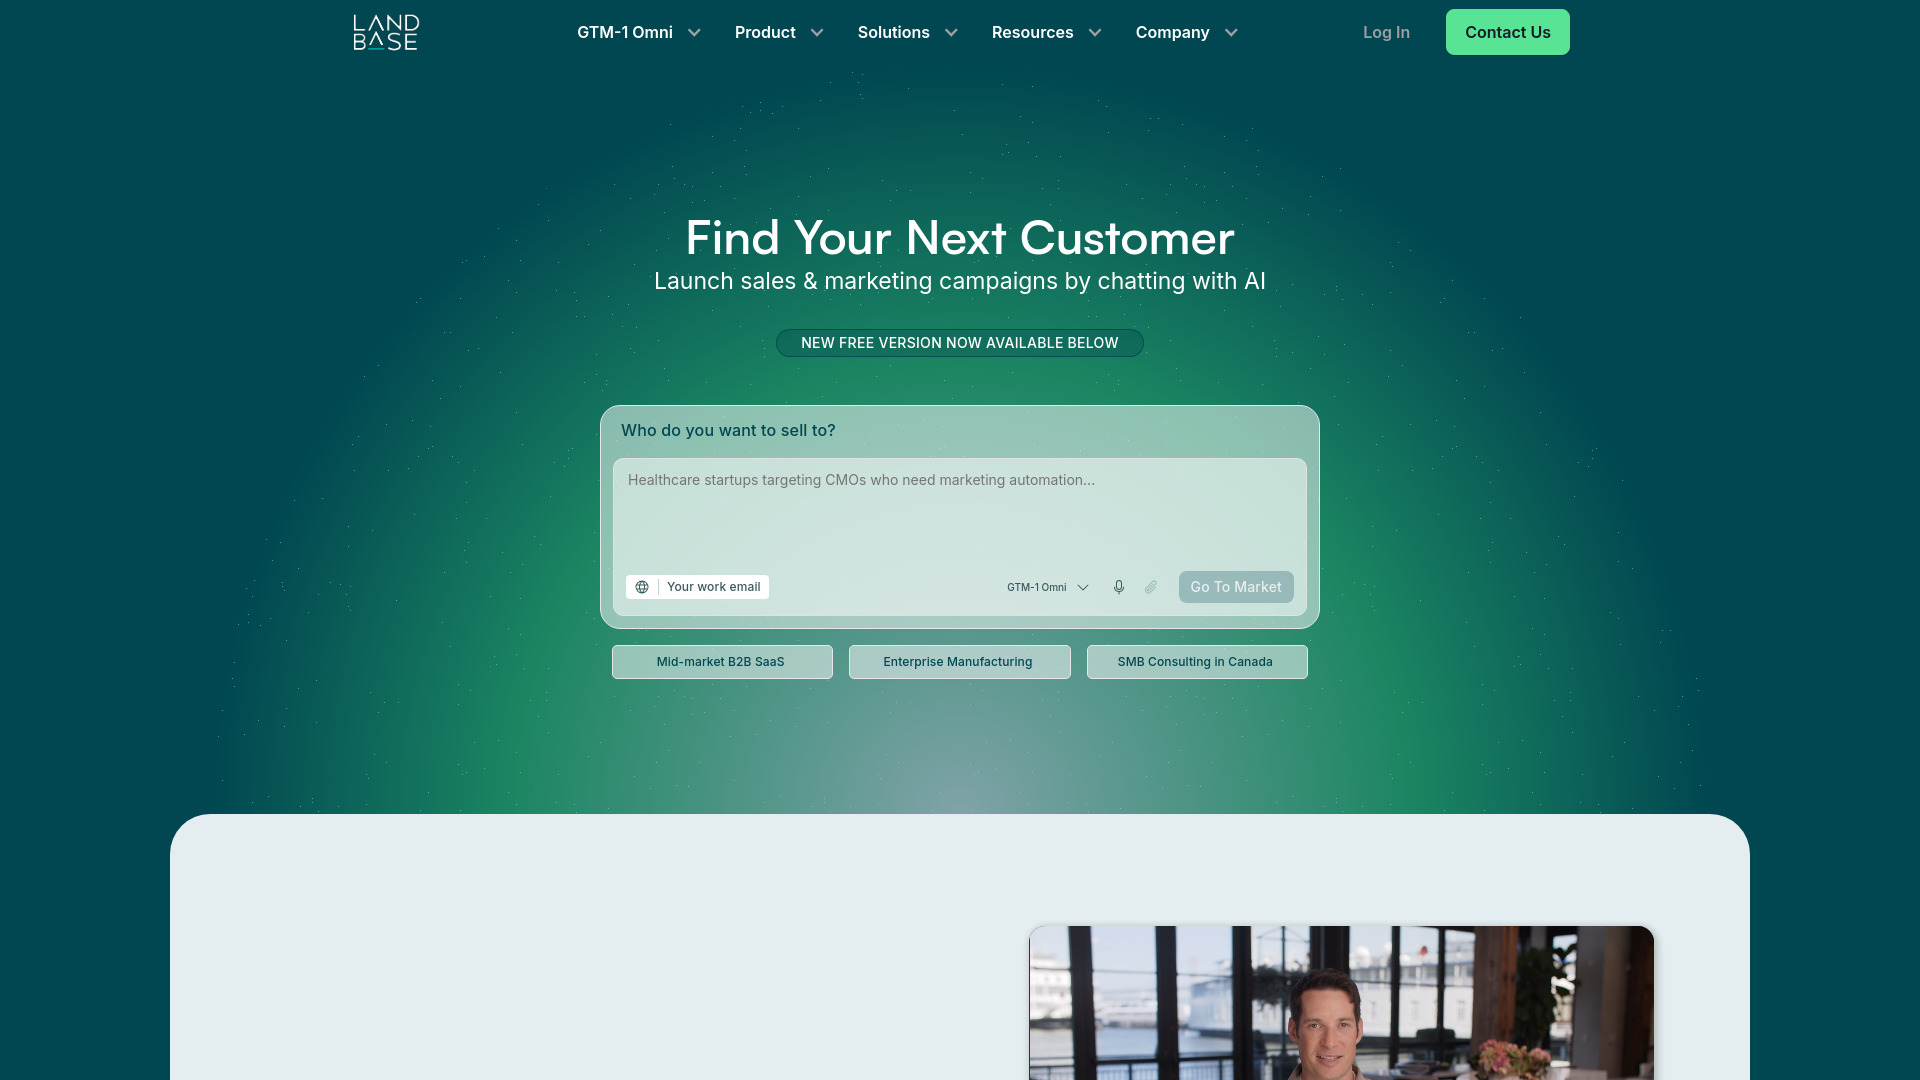 LAND
BASE
GTM-1 Omni
Product
Solutions
Resources
Company
Log In
Contact Us
Find Your Next Customer
Launch sales & marketing campaigns by chatting with AI
NEW FREE VERSION NOW AVAILABLE BELOW
Who do you want to sell to?
Healthcare startups targeting CMOs who need marketing automation...
Your work email
GTM-1 Omni
Go To Market
Mid-market B2B SaaS
Enterprise Manufacturing
SMB Consulting in Canada